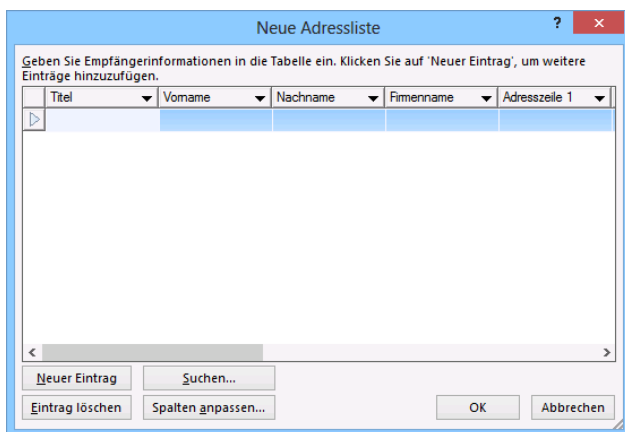 Neue Adressliste
?
×
Geben Sie Empfängerinformationen in die Tabelle ein. Klicken Sie auf 'Neuer Eintrag', um weitere
Einträge hinzuzufügen.
Titel Vorname Nachname Firmenname Adresszeile 1
Neuer Eintrag Suchen...
Eintrag löschen Spalten anpassen... OK Abbrechen